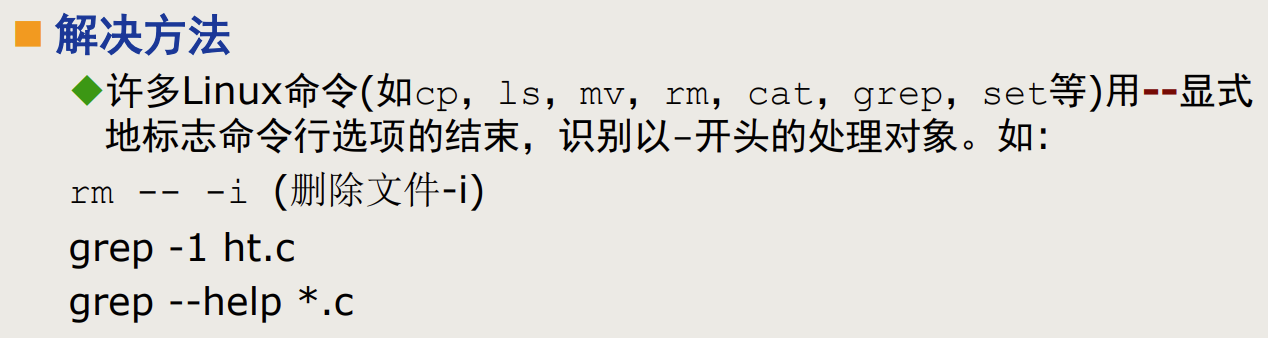 解决方法
许多Linux命令(如cp，ls，mv，rm，cat，grep，set等)用--显式
地标志命令行选项的结束，识别以-开头的处理对象。如：
rm -- -i (删除文件-i)
grep -1 ht.c
grep --help *.c